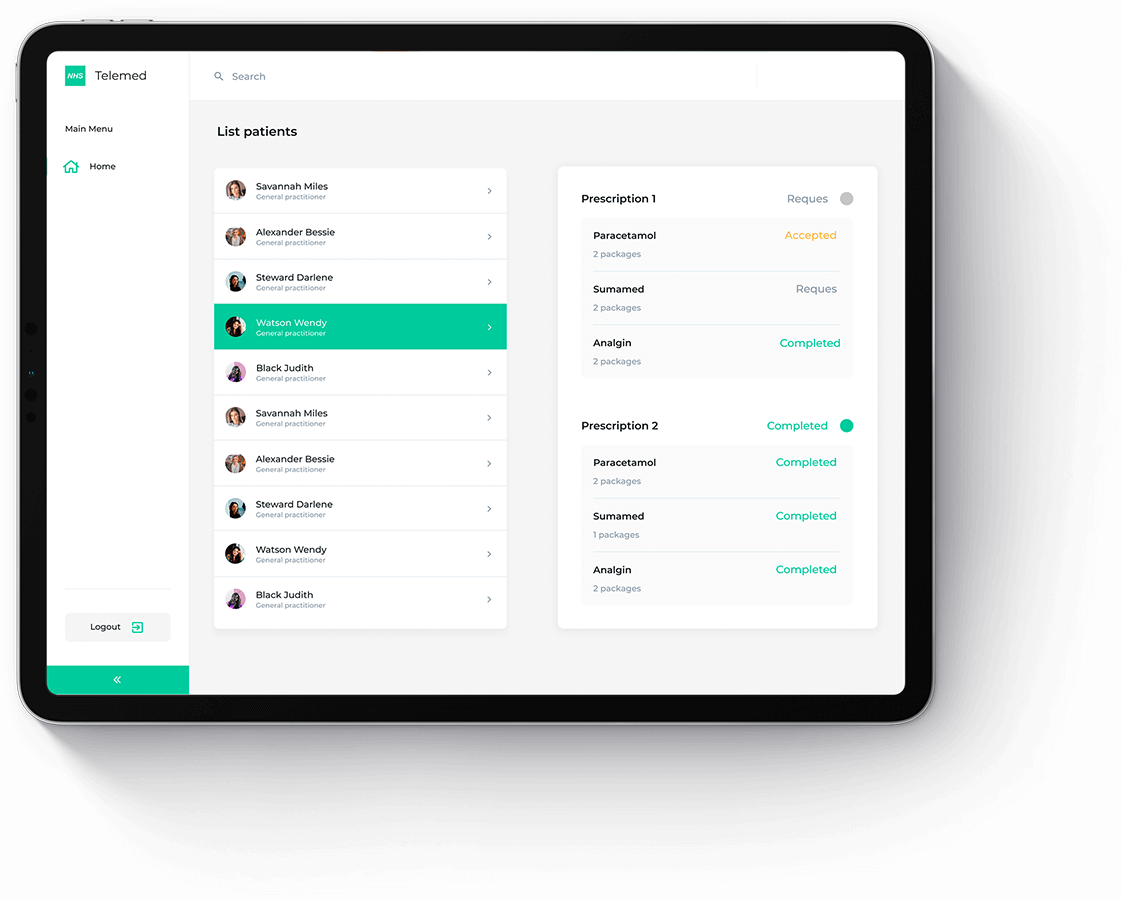 NHS Telemed
Search
Main Menu
Home
List patients
Savannah Miles
General practitioner
Alexander Bessie
General practitioner
Steward Darlene
General practitioner
Watson Wendy
General practitioner
Black Judith
General practitioner
Savannah Miles
General practitioner
Alexander Bessie
General practitioner
Steward Darlene
General practitioner
Watson Wendy
General practitioner
Black Judith
General practitioner
Prescription 1 Reques
Paracetamol Accepted
2 packages
Sumamed Reques
2 packages
Analgin Completed
2 packages
Prescription 2 Completed
Paracetamol Completed
2 packages
Sumamed Completed
1 packages
Analgin Completed
2 packages
Logout